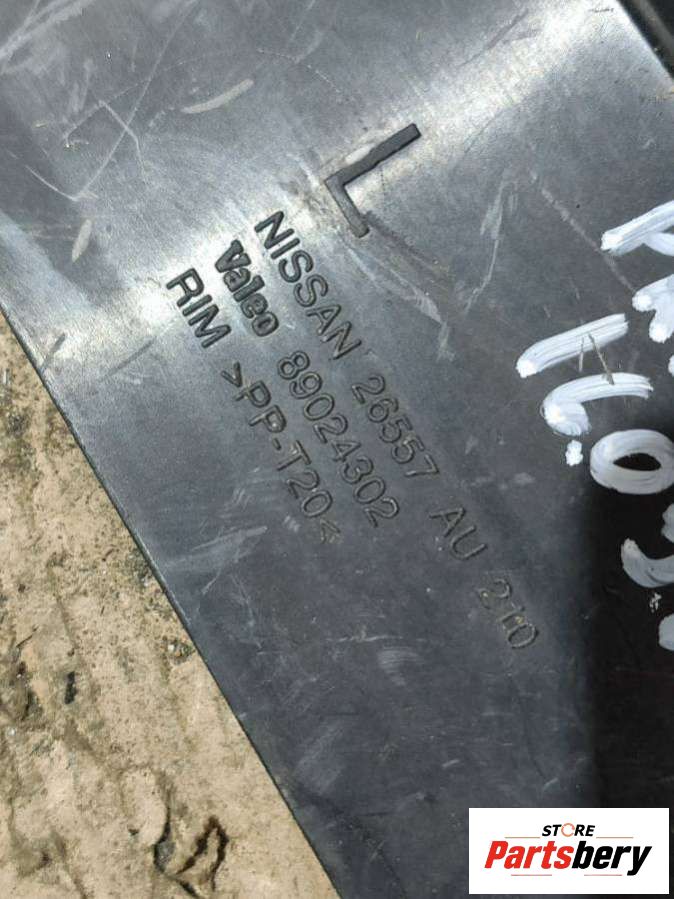 L
NISSAN 26557 AU 210
Valeo 89024302
RIM >PP-T20<
STORE
Partsbery